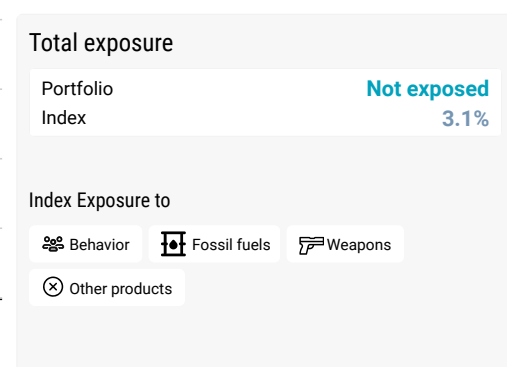 Total exposure
Portfolio Not exposed
Index 3.1%
Index Exposure to
Behavior Fossil fuels Weapons
Other products